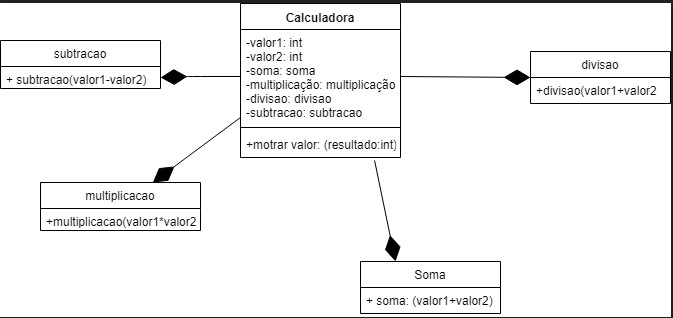 Calculadora
-valor1: int
-valor2: int
-soma: soma
-multiplicação: multiplicação
-divisao: divisao
-subtracao: subtracao
+motrar valor: (resultado:int)
subtracao
+ subtracao(valor1-valor2)
divisao
+divisao(valor1+valor2
multiplicacao
+multiplicacao(valor1*valor2
Soma
+ soma: (valor1+valor2)